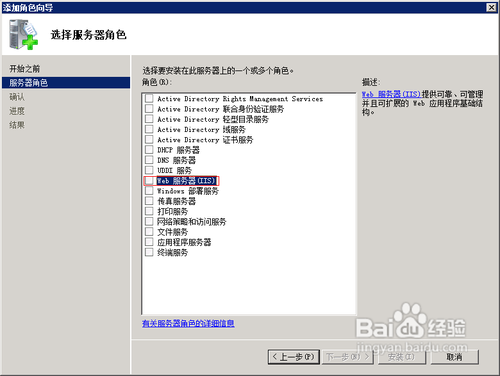 添加角色向导
选择服务器角色
开始之前
服务器角色
确认
进度
结果
选择要安装在此服务器上的一个或多个角色。
角色(R):
Active Directory Rights Management Services
Active Directory 联合身份验证服务
Active Directory 轻型目录服务
Active Directory 域服务
Active Directory 证书服务
DHCP 服务器
DNS 服务器
UDDI 服务
Web 服务器(IIS)
Windows 部署服务
传真服务器
打印服务
网络策略和访问服务
文件服务
应用程序服务器
终端服务
有关服务器角色的详细信息
描述:
Web 服务器(IIS)提供可靠、可管理
并且可扩展的 Web 应用程序基础结
构。
< 上一步(P)
下一步(N) >
安装(I)
取消
Baidu 经验
jingyan.baidu.com